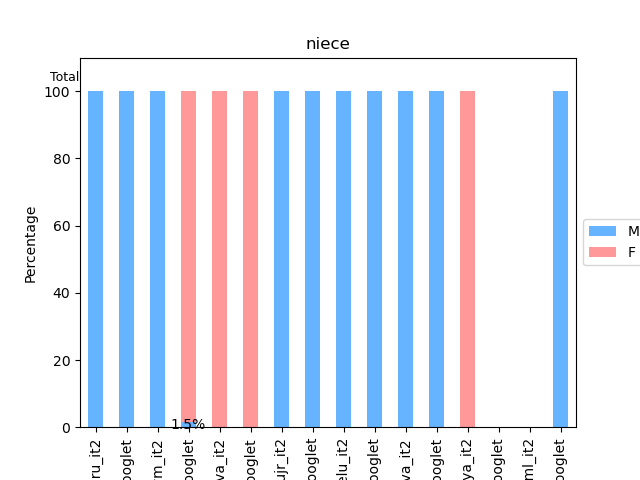 niece
Total
100
80
60
40
20
0
Percentage
1.5%
M
F
ru_it2
ooglet
m_it2
ooglet
va_it2
ooglet
ujr_it2
ooglet
elu_it2
ooglet
va_it2
ooglet
ya_it2
ooglet
ml_it2
ooglet